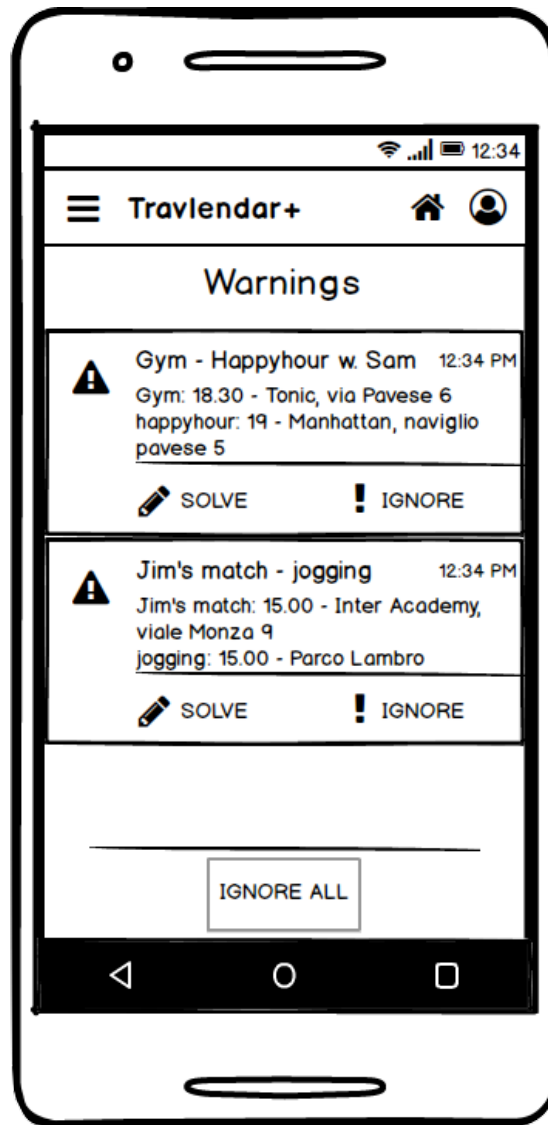 12:34
Travlendar+
Warnings
Gym - Happyhour w. Sam 12:34 PM
Gym: 18.30 - Tonic, via Pavese 6
happyhour: 19 - Manhattan, naviglio
pavese 5
SOLVE IGNORE
Jim's match - jogging 12:34 PM
Jim's match: 15.00 - Inter Academy,
viale Monza 9
jogging: 15.00 - Parco Lambro
SOLVE IGNORE
IGNORE ALL